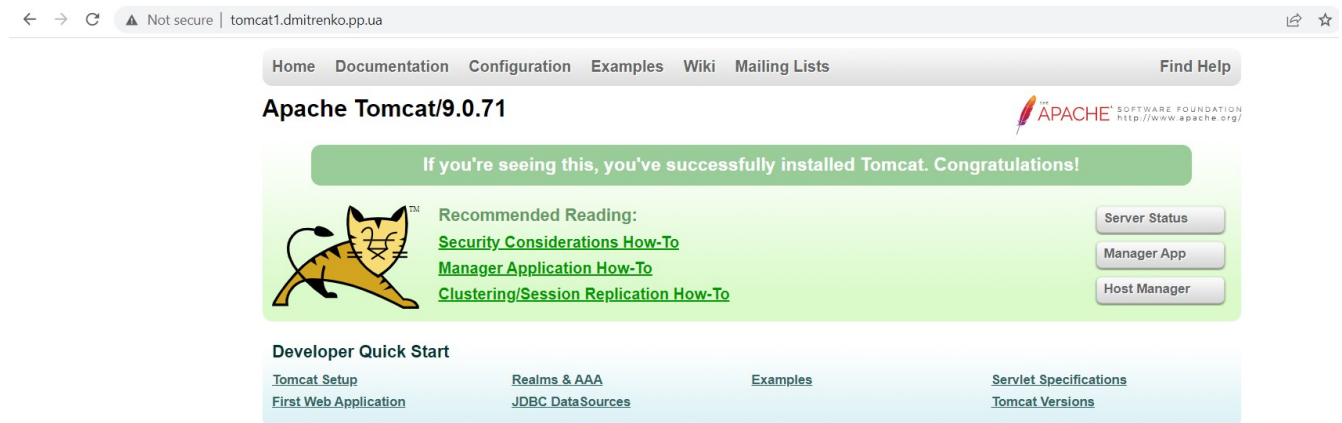 Not secure | tomcat1.dmitrenko.pp.ua
Home Documentation Configuration Examples Wiki Mailing Lists Find Help
Apache Tomcat/9.0.71
THE
APACHE® SOFTWARE FOUNDATION
http://www.apache.org/
If you're seeing this, you've successfully installed Tomcat. Congratulations!
TM
Recommended Reading:
Security Considerations How-To
Manager Application How-To
Clustering/Session Replication How-To
Server Status
Manager App
Host Manager
Developer Quick Start
Tomcat Setup Realms & AAA Examples Servlet Specifications
First Web Application JDBC DataSources Tomcat Versions